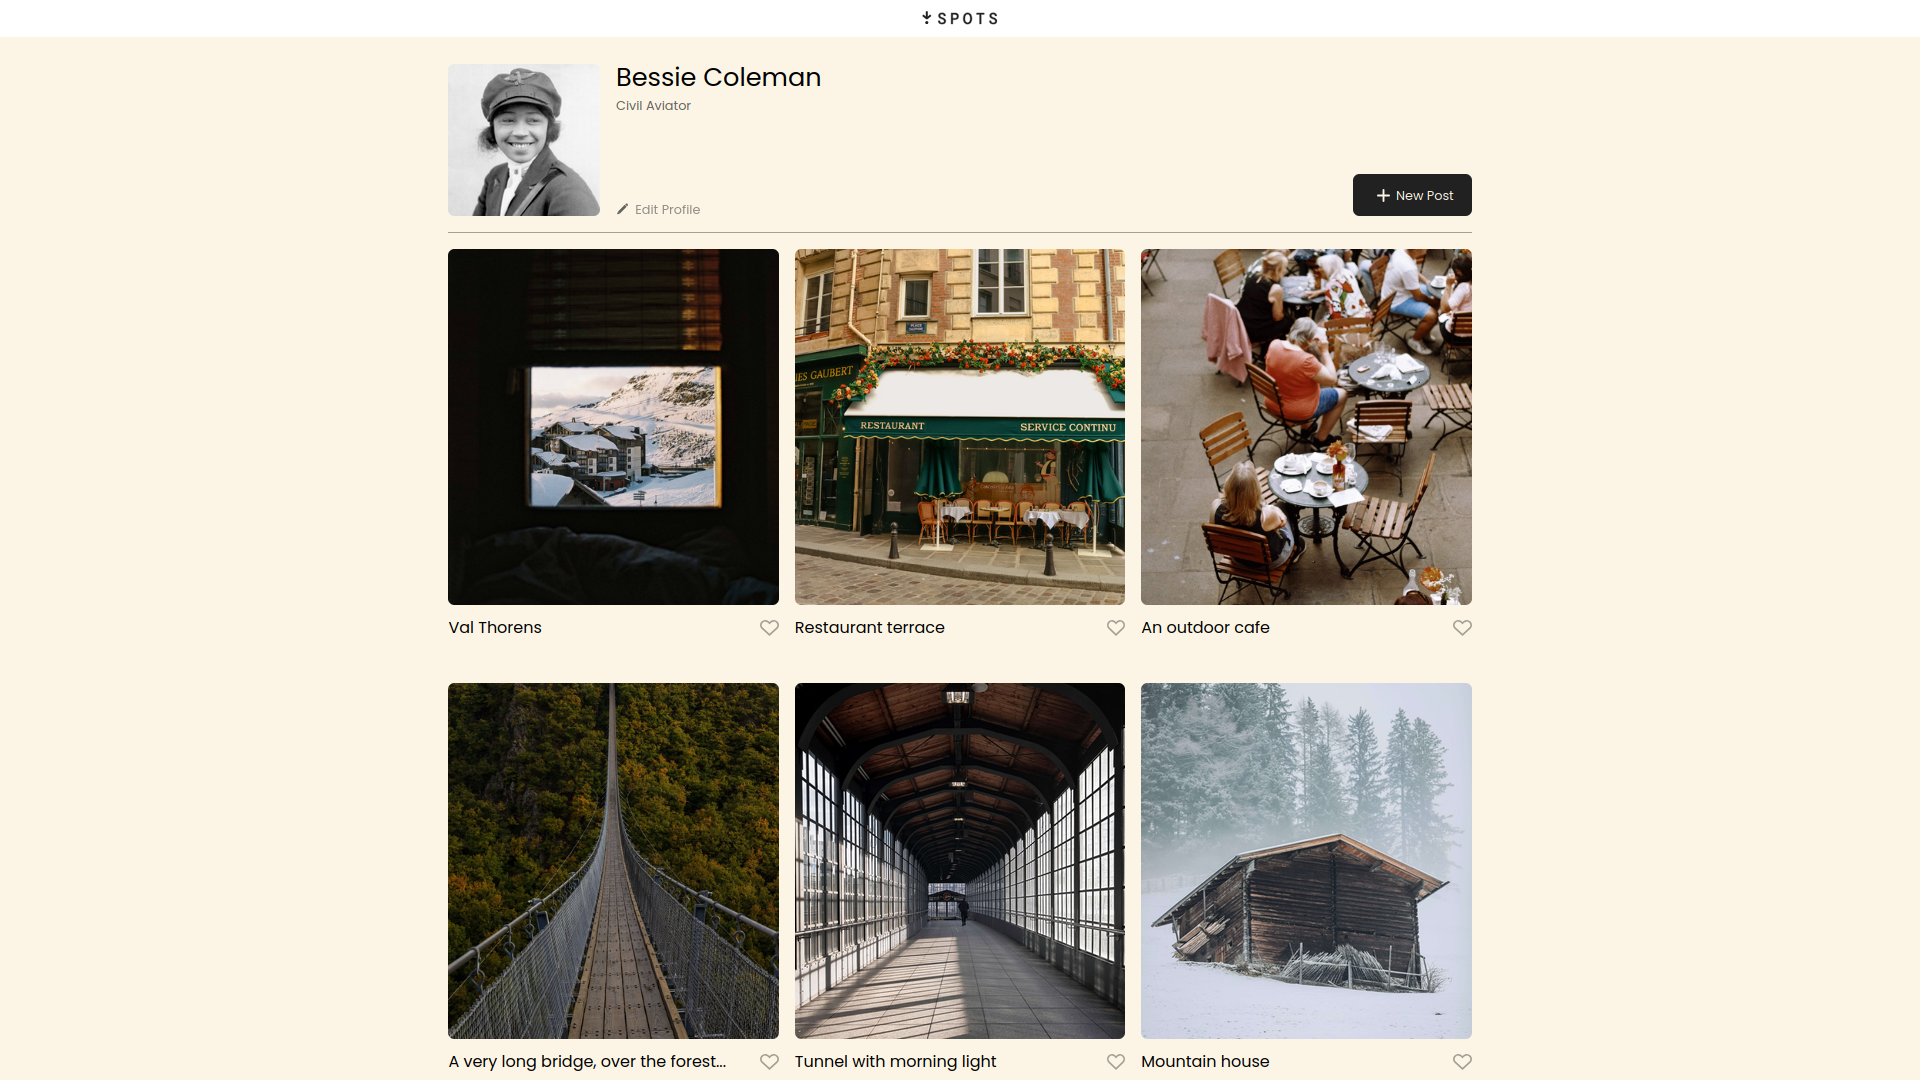 SPOTS
Bessie Coleman
Civil Aviator
Edit Profile
New Post
ES GAUBERT
PLACE
RESTAURANT
SERVICE CONTINU
Val Thorens
Restaurant terrace
An outdoor cafe
A very long bridge, over the forest...
Tunnel with morning light
Mountain house